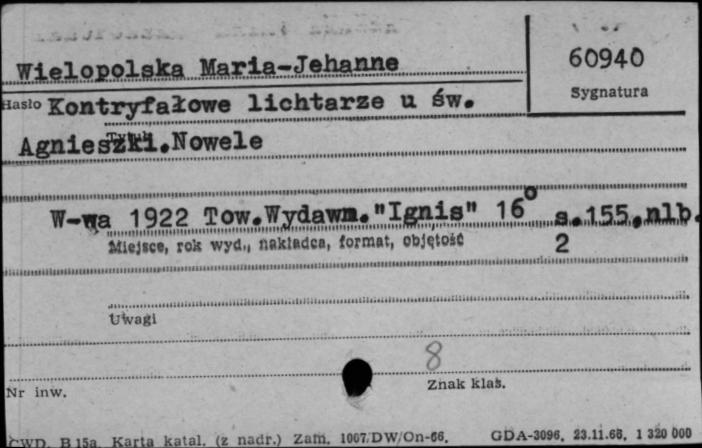 Wielopolska Maria-Jehanne
60940
Sygnatura
Hasło Kontryfałowe lichtarze u św.
Tytuł
Agnieszki.Nowele
W-wa 1922 Tow.Wydawn."Ignis" 16° s.155,nlb.
2
Miejsce, rok wyd., nakładca, format, objętość
Uwagi
8
Nr inw.
Znak klas.
CWD. B 15a Karta katal. (z nadr.) Zam. 1007/DW/On-66. GDA-3096, 23.11.66, 1 320 000